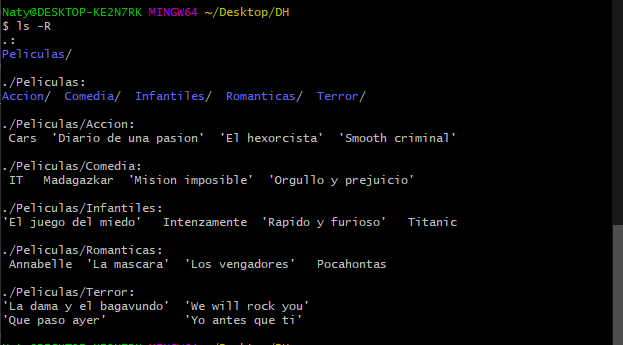 Naty@DESKTOP-KE2N7RK MINGW64 ~/Desktop/DH
$ ls -R
.:
Peliculas/
./Peliculas:
Accion/  Comedia/  Infantiles/  Romanticas/  Terror/
./Peliculas/Accion:
Cars  'Diario de una pasion'  'El hexorcista'  'Smooth criminal'
./Peliculas/Comedia:
IT  Madagazkar  'Mision imposible'  'Orgullo y prejuicio'
./Peliculas/Infantiles:
'El juego del miedo'  Intenzamente  'Rapido y furioso'  Titanic
./Peliculas/Romanticas:
Annabelle  'La mascara'  'Los vengadores'  Pocahontas
./Peliculas/Terror:
'La dama y el bagavundo'  'We will rock you'
'Que paso ayer'  'Yo antes que ti'